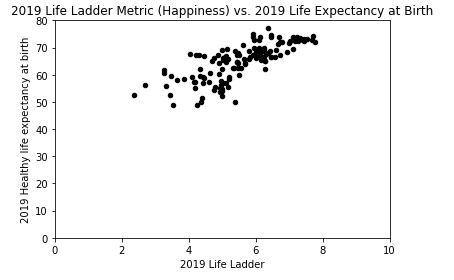 2019 Life Ladder Metric (Happiness) vs. 2019 Life Expectancy at Birth
80
70
60
50
40
30
20
10
0
2019 Healthy life expectancy at birth
0 2 4 6 8 10
2019 Life Ladder